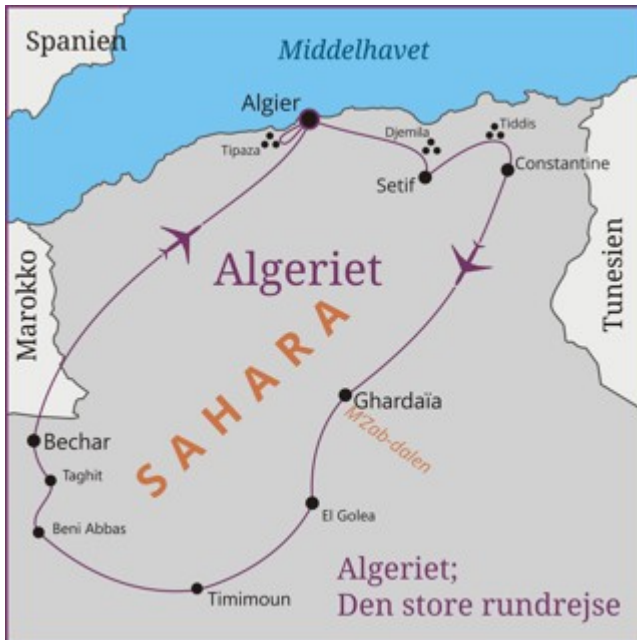 Spanien
Middelhavet
Algier
Tipaza
Djemila
Tiddis
Setif
Constantine
Marokko
Algeriet
Tunesien
SAHARA
Ghardaïa
M'Zab-dalen
Bechar
Taghit
Beni Abbas
El Golea
Timimoun
Algeriet;
Den store rundrejse